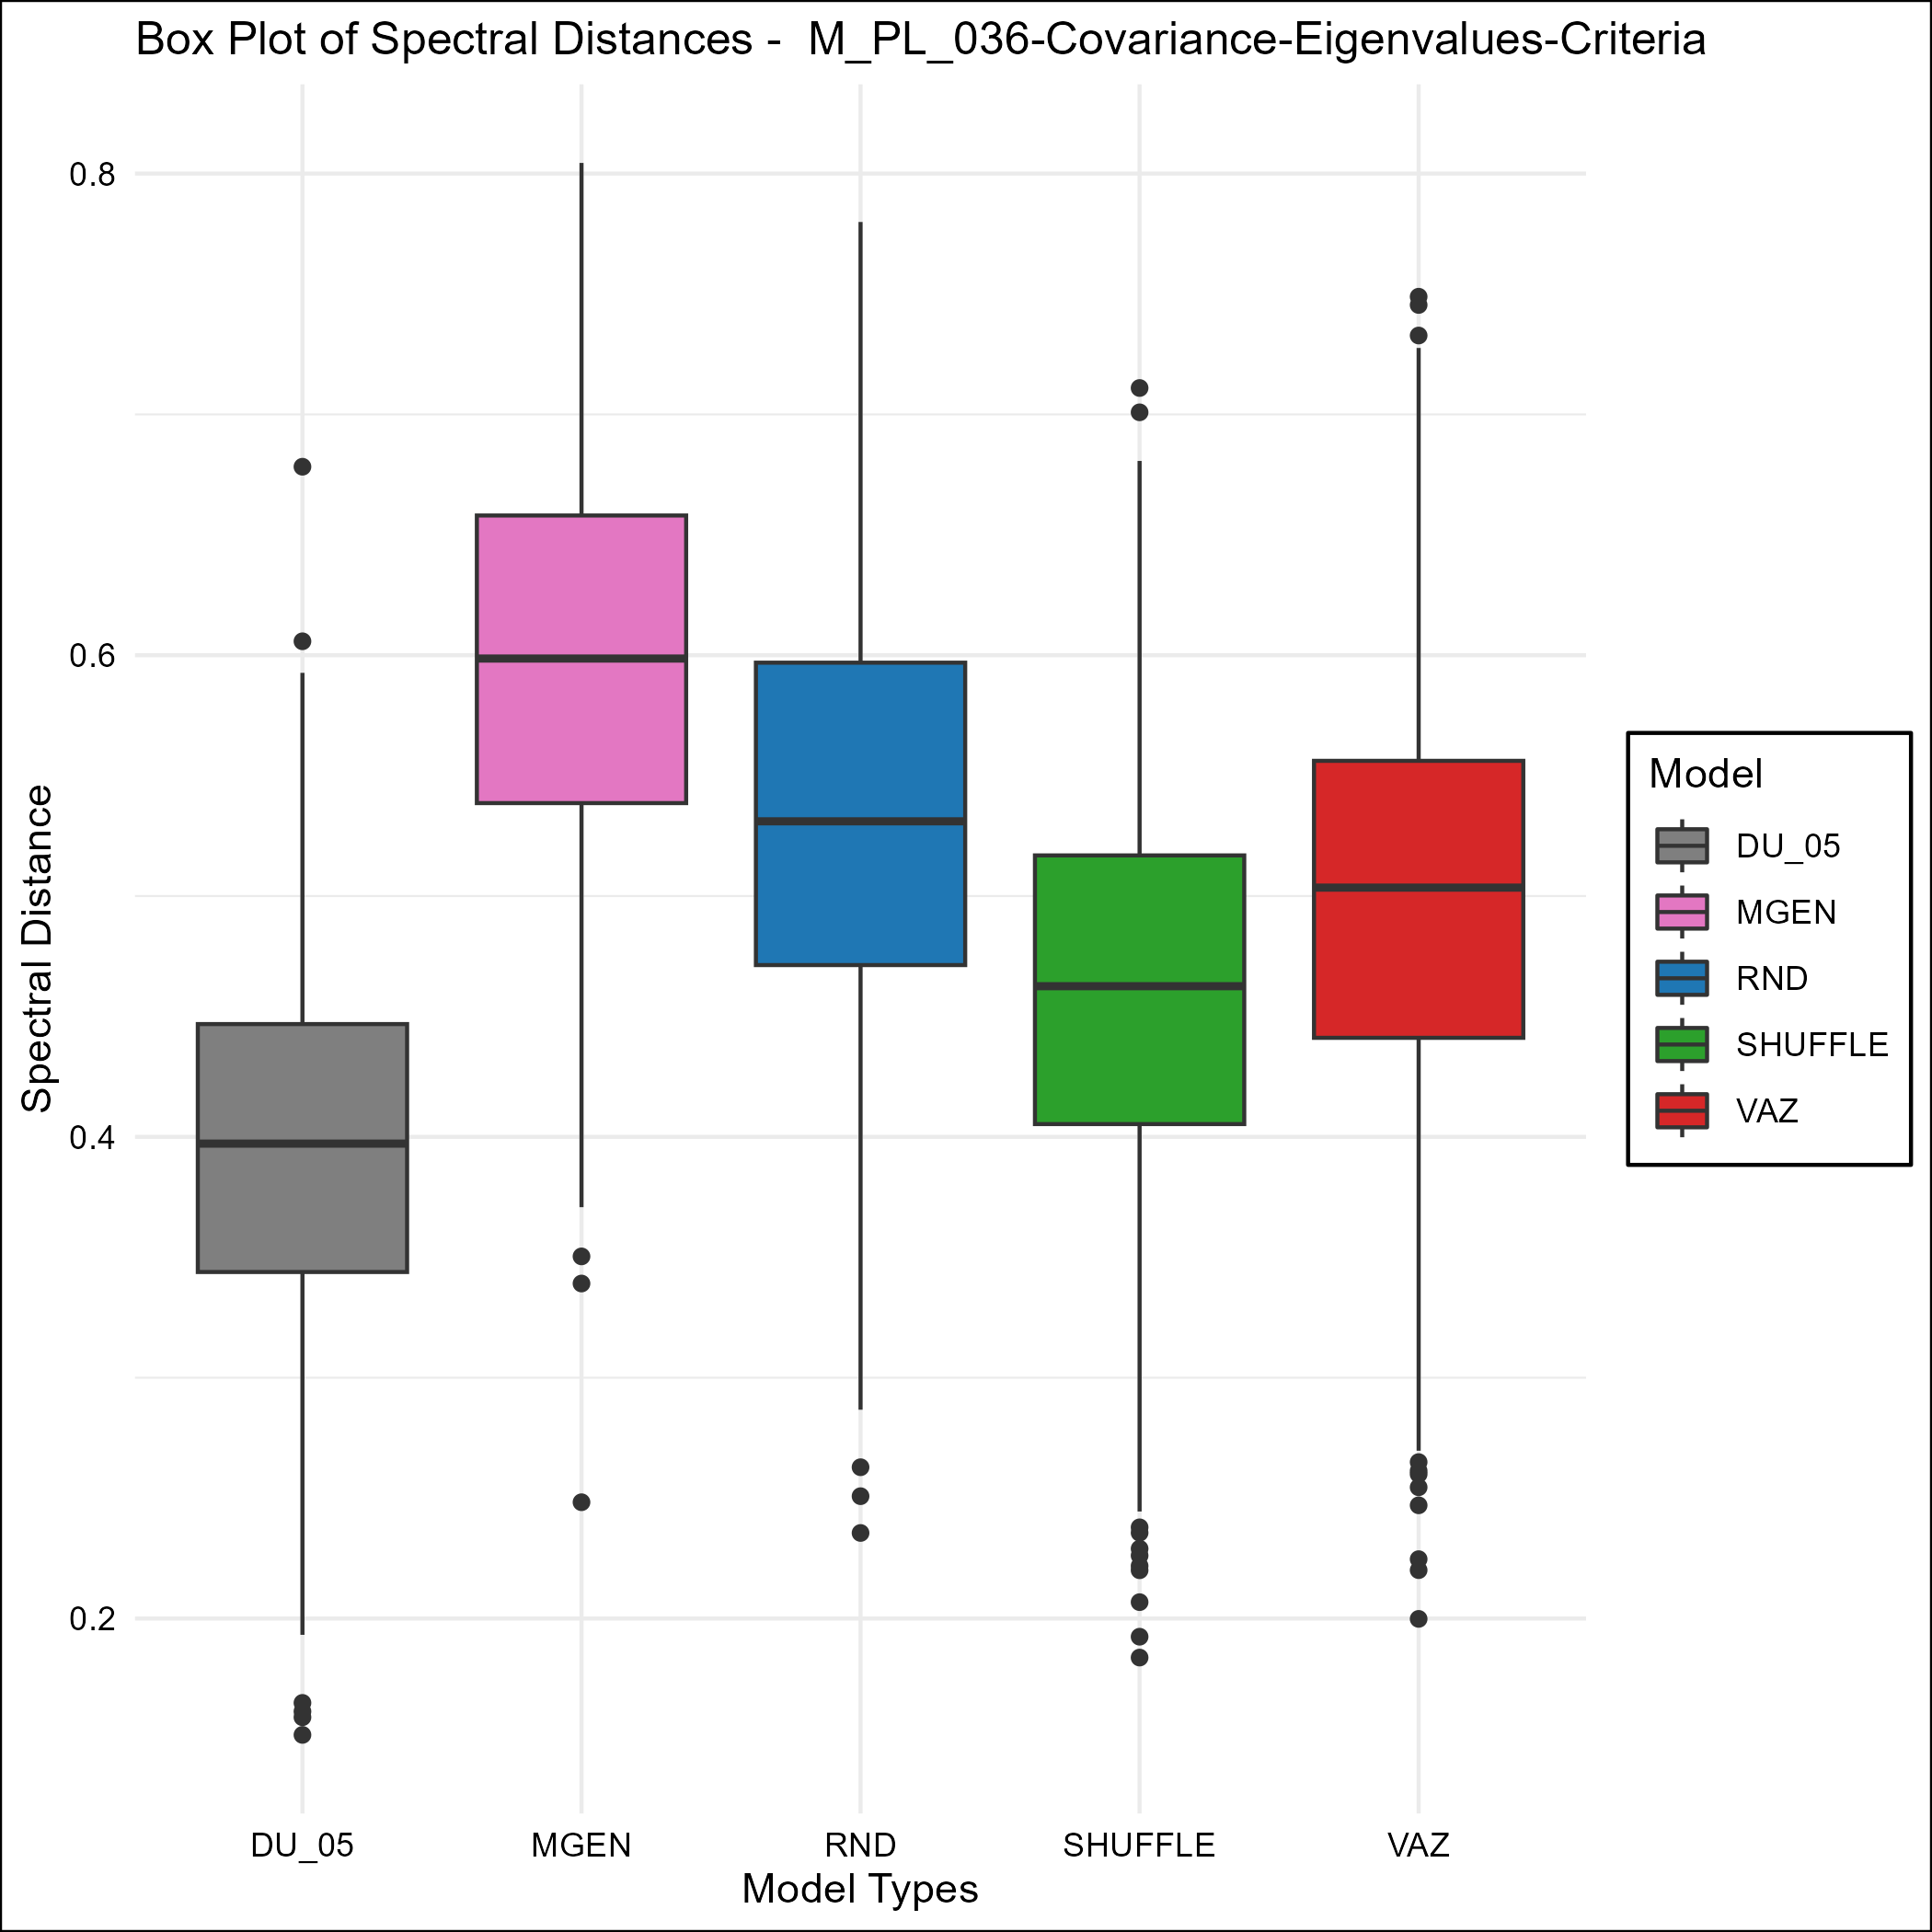 Box Plot of Spectral Distances -  M_PL_036-Covariance-Eigenvalues-Criteria
Spectral Distance
0.8
0.6
0.4
0.2
DU_05
MGEN
RND
SHUFFLE
VAZ
Model Types
Model
DU_05
MGEN
RND
SHUFFLE
VAZ